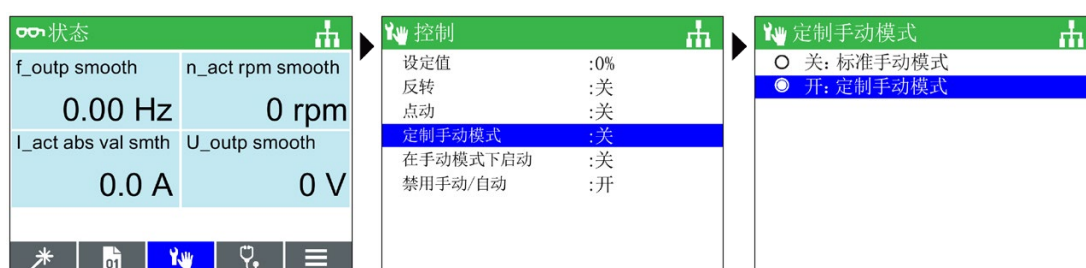 状态
f_outp smooth
n_act rpm smooth
0.00 Hz
0 rpm
I_act abs val smth
U_outp smooth
0.0 A
0 V
01
控制
设定值 :0%
反转 :关
点动 :关
定制手动模式 :关
在手动模式下启动 :关
禁用手动/自动 :开
定制手动模式
关: 标准手动模式
开: 定制手动模式